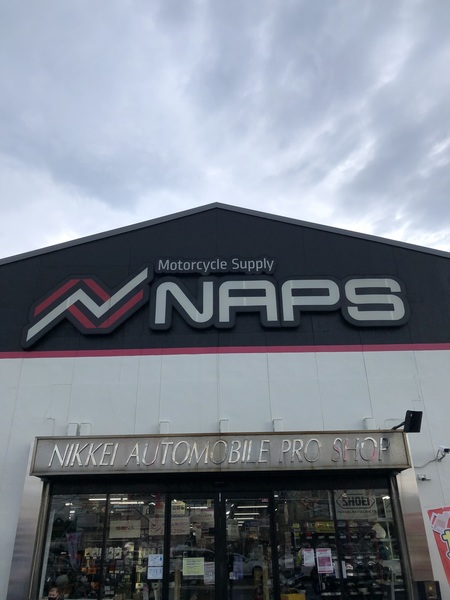 Motorcycle Supply
NAPS
NIKKEI AUTOMOBILE PRO SHOP
SHOEI